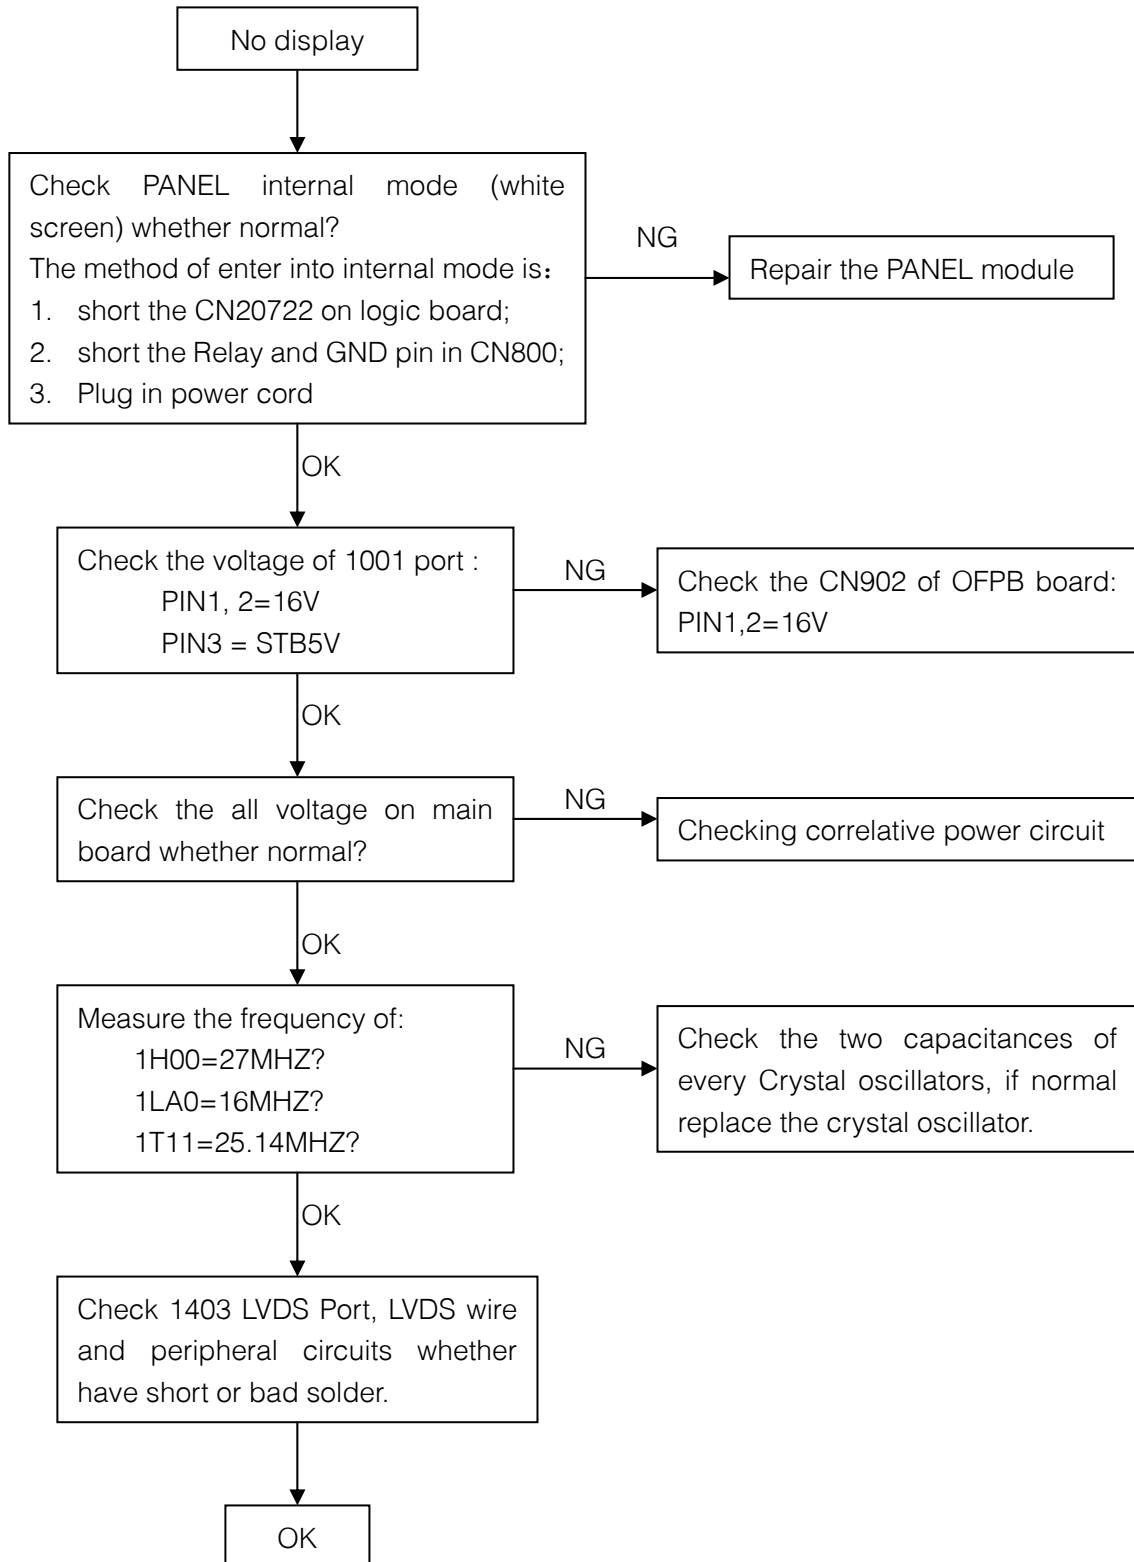 No display
Check PANEL internal mode (white
screen) whether normal?
The method of enter into internal mode is：
1. short the CN20722 on logic board;
2. short the Relay and GND pin in CN800;
3. Plug in power cord
NG
Repair the PANEL module
OK
Check the voltage of 1001 port :
PIN1, 2=16V
PIN3 = STB5V
NG
Check the CN902 of OFPB board:
PIN1,2=16V
OK
Check the all voltage on main
board whether normal?
NG
Checking correlative power circuit
OK
Measure the frequency of:
1H00=27MHZ?
1LA0=16MHZ?
1T11=25.14MHZ?
NG
Check the two capacitances of
every Crystal oscillators, if normal
replace the crystal oscillator.
OK
Check 1403 LVDS Port, LVDS wire
and peripheral circuits whether
have short or bad solder.
OK